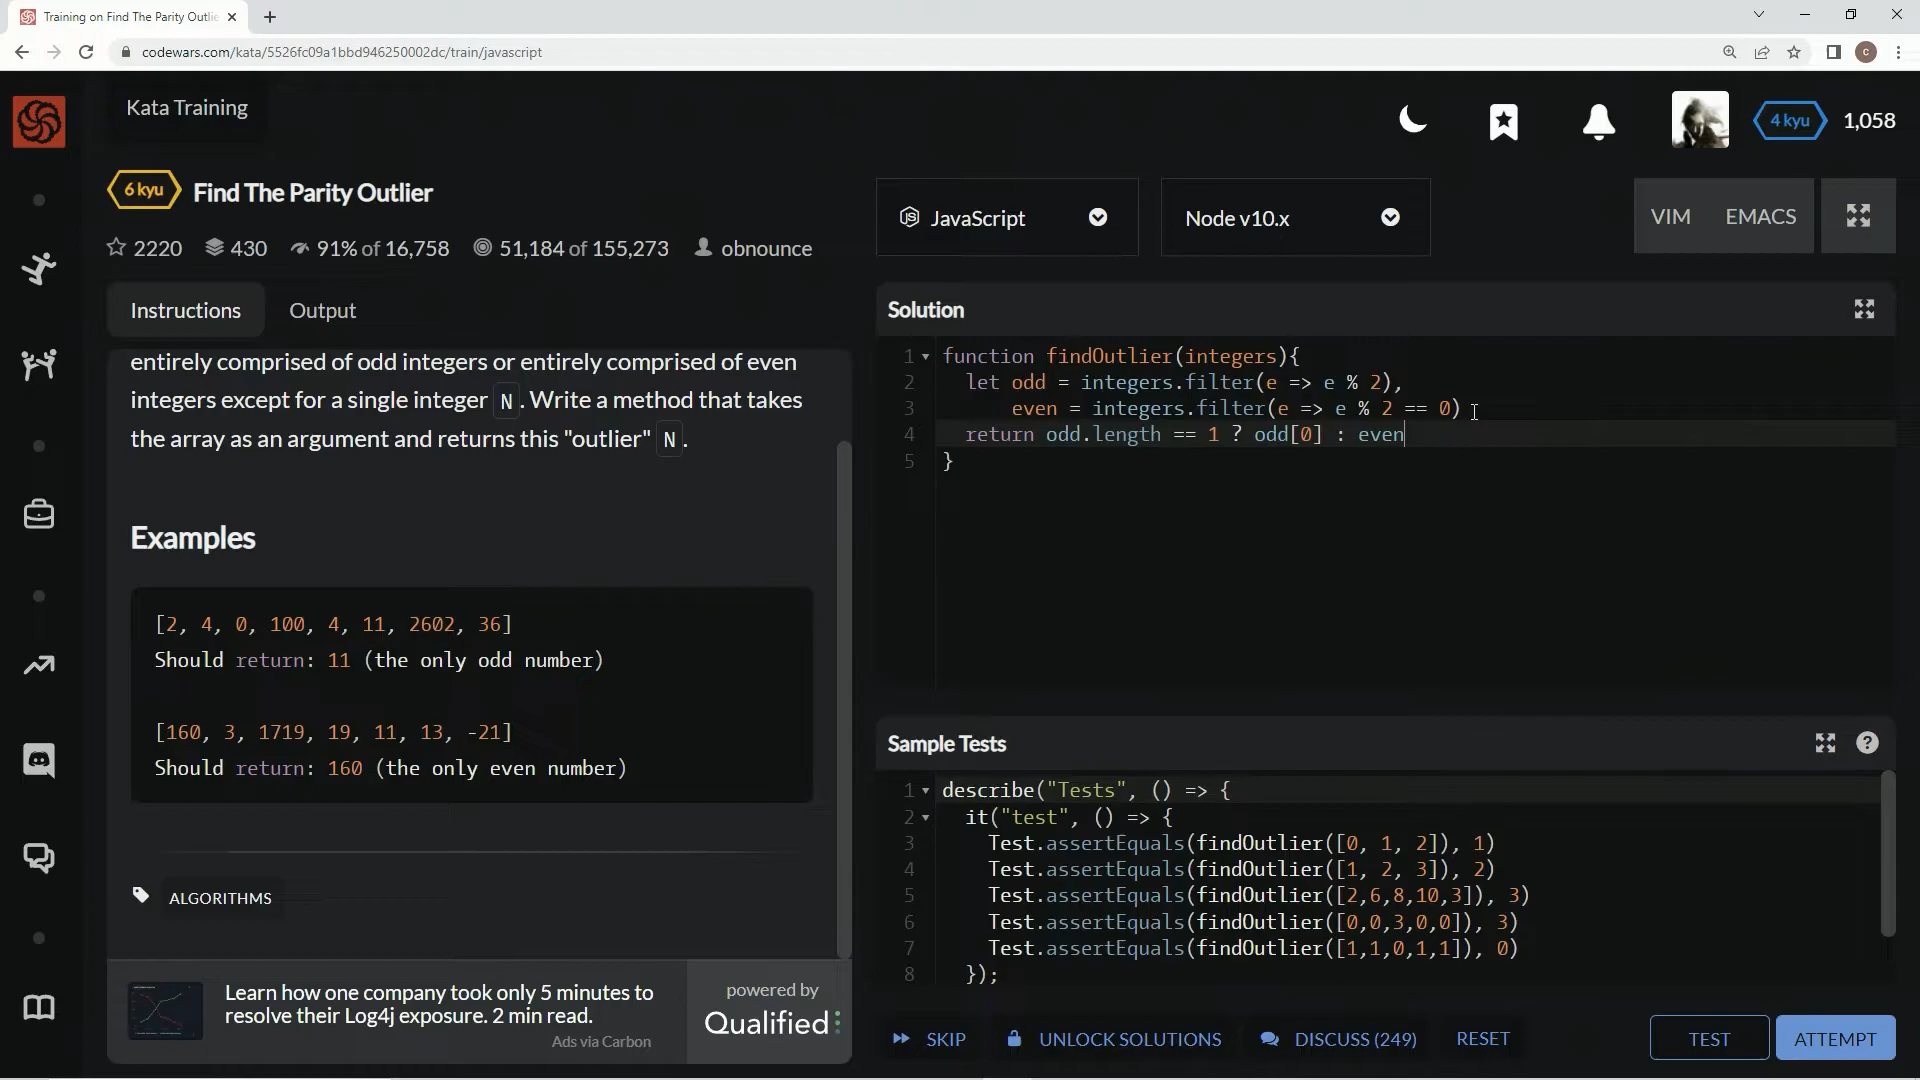 Training on Find The Parity Outlie
codewars.com/kata/5526fc09a1bbd946250002dc/train/javascript
C
Kata Training
4 kyu
1,058
6 kyu
Find The Parity Outlier
2220
430
91% of 16,758
51,184 of 155,273
obnounce
JavaScript
Node v10.x
VIM
EMACS
Instructions
Output
entirely comprised of odd integers or entirely comprised of even
integers except for a single integer N. Write a method that takes
the array as an argument and returns this "outlier" N.
Examples
[2, 4, 0, 100, 4, 11, 2602, 36]
Should return: 11 (the only odd number)
[160, 3, 1719, 19, 11, 13, -21]
Should return: 160 (the only even number)
ALGORITHMS
Learn how one company took only 5 minutes to
resolve their Log4j exposure. 2 min read.
Ads via Carbon
powered by
Qualified
Solution
1 function findOutlier(integers){
2 let odd = integers.filter(e => e % 2),
3 even = integers.filter(e => e % 2 == 0)
4 return odd.length == 1 ? odd[0] : even
5 }
Sample Tests
?
1 describe("Tests", () => {
2 it("test", () => {
3 Test.assertEquals(findOutlier([0, 1, 2]), 1)
4 Test.assertEquals(findOutlier([1, 2, 3]), 2)
5 Test.assertEquals(findOutlier([2,6,8,10,3]), 3)
6 Test.assertEquals(findOutlier([0,0,3,0,0]), 3)
7 Test.assertEquals(findOutlier([1,1,0,1,1]), 0)
8 });
SKIP
UNLOCK SOLUTIONS
DISCUSS (249)
RESET
TEST
ATTEMPT